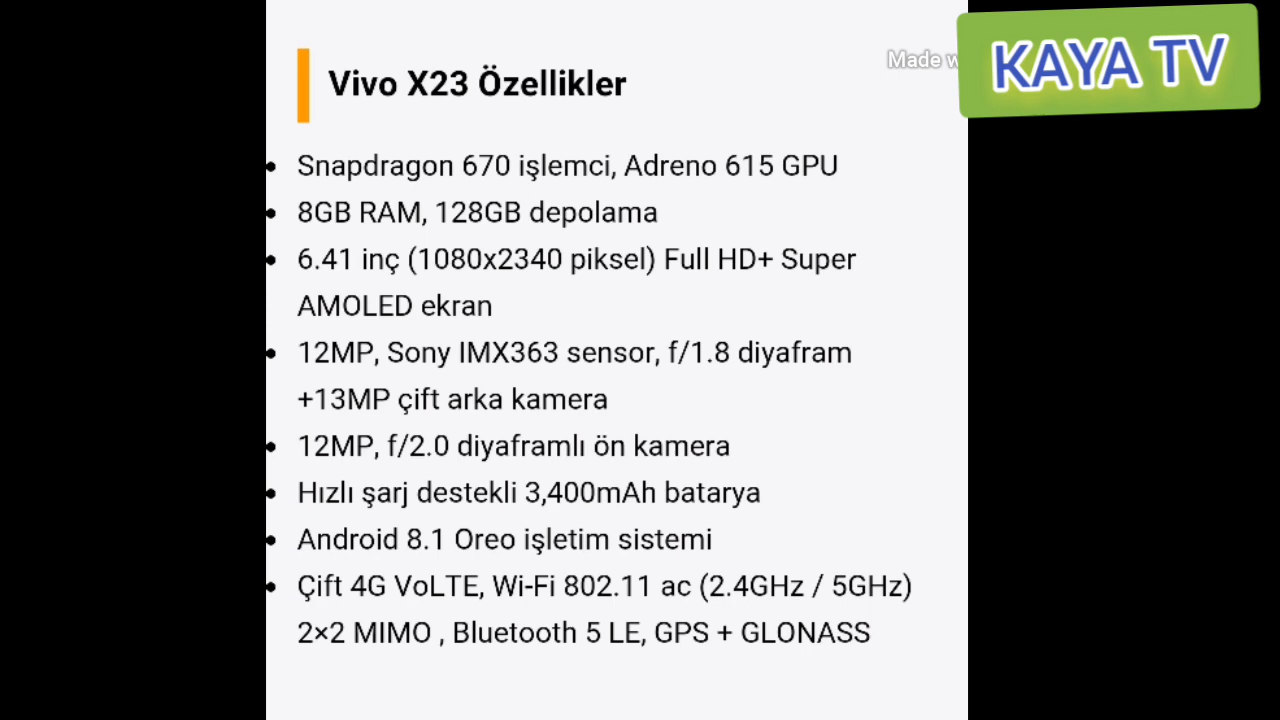 Made w
KAYA TV
Vivo X23 Özellikler
• Snapdragon 670 işlemci, Adreno 615 GPU
• 8GB RAM, 128GB depolama
• 6.41 inç (1080x2340 piksel) Full HD+ Super
AMOLED ekran
• 12MP, Sony IMX363 sensor, f/1.8 diyafram
+13MP çift arka kamera
• 12MP, f/2.0 diyaframlı ön kamera
• Hızlı şarj destekli 3,400mAh batarya
• Android 8.1 Oreo işletim sistemi
• Çift 4G VoLTE, Wi-Fi 802.11 ac (2.4GHz / 5GHz)
2×2 MIMO , Bluetooth 5 LE, GPS + GLONASS